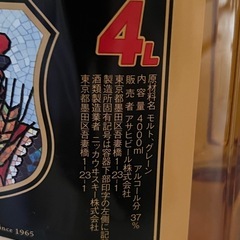 4L
原材料名 モルト、グレーン
内容量 4000ml アルコール分 37%
販売者 アサヒビール株式会社
東京都墨田区吾妻橋1-23-1
製造所固有記号は容器下部印字の左側に記
酒類製造業者 ニッカウヰスキー株式会社
東京都墨田区吾妻橋1-23-1
Since 1965